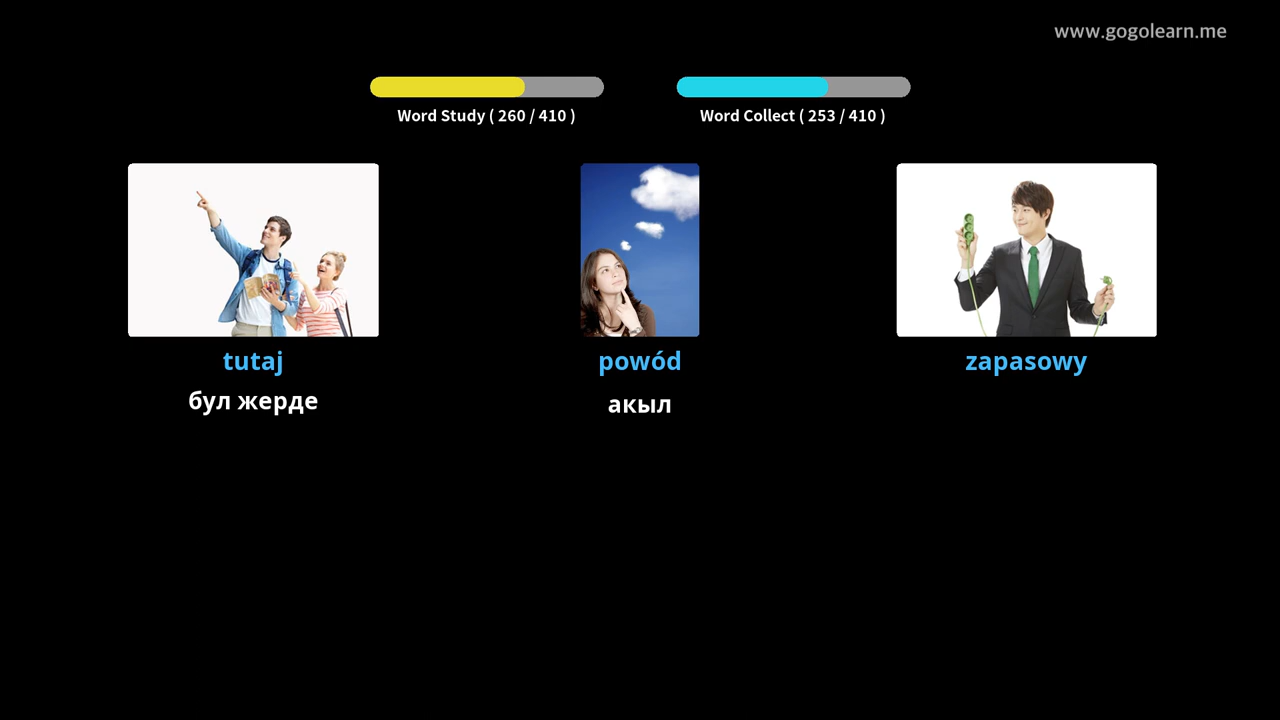 www.gogolearn.me
Word Study ( 260 / 410 )
Word Collect ( 253 / 410 )
tutaj
powód
zapasowy
бул жерде
акыл